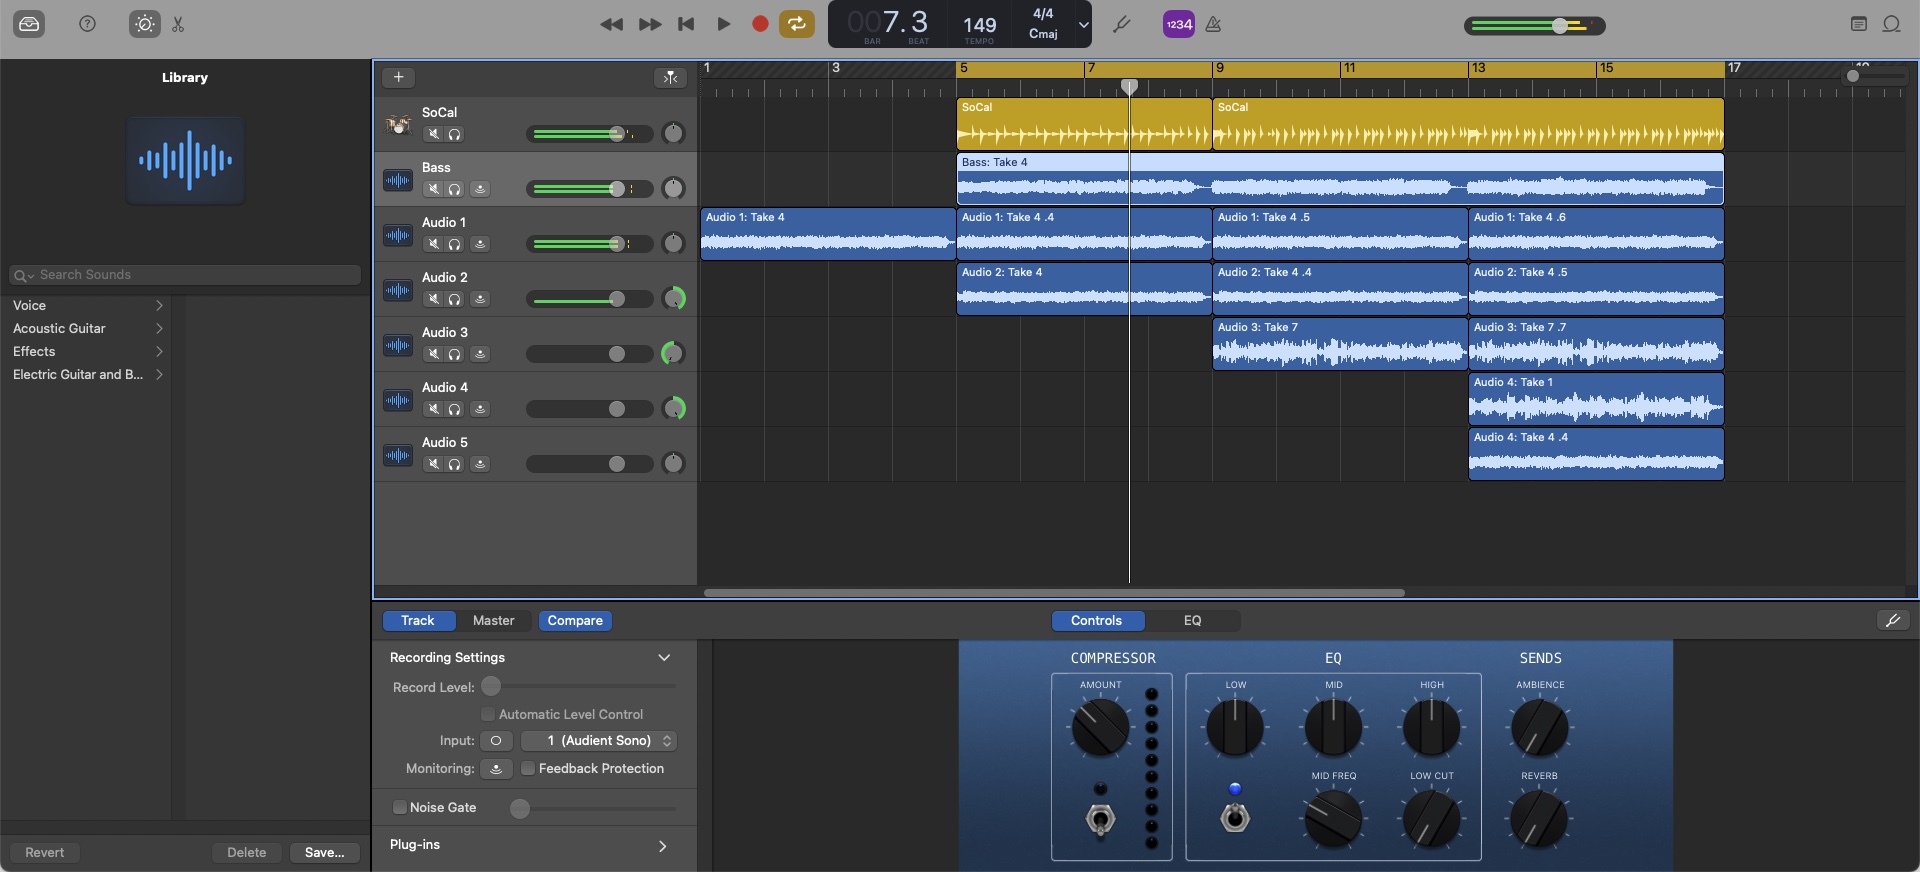 007.3
BAR
BEAT
149
TEMPO
4/4
Cmaj
1234
Library
Search Sounds
Voice
Acoustic Guitar
Effects
Electric Guitar and B...
Revert
Delete
Save...
1 3 5 7 9 11 13 15 17
SoCal
Bass
Audio 1
Audio 2
Audio 3
Audio 4
Audio 5
SoCal SoCal
Bass: Take 4
Audio 1: Take 4 Audio 1: Take 4 .4 Audio 1: Take 4 .5 Audio 1: Take 4 .6
Audio 2: Take 4 Audio 2: Take 4 .4 Audio 2: Take 4 .5
Audio 3: Take 7 Audio 3: Take 7 .7
Audio 4: Take 1
Audio 4: Take 4 .4
Track Master Compare
Controls EQ
Recording Settings
Record Level:
Automatic Level Control
Input: 1 (Audient Sono)
Monitoring: Feedback Protection
Noise Gate
Plug-ins
COMPRESSOR EQ SENDS
AMOUNT LOW MID HIGH AMBIENCE
MID FREQ LOW CUT REVERB